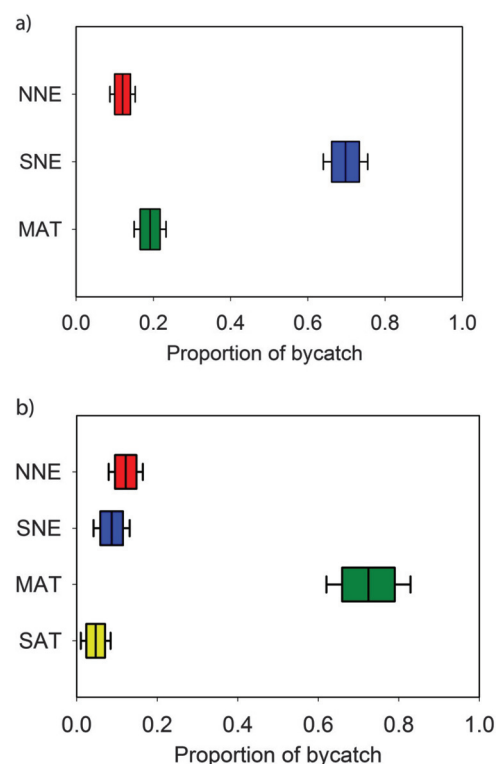 a)
NNE
SNE
MAT
0.0 0.2 0.4 0.6 0.8 1.0
Proportion of bycatch
b)
NNE
SNE
MAT
SAT
0.0 0.2 0.4 0.6 0.8 1.0
Proportion of bycatch